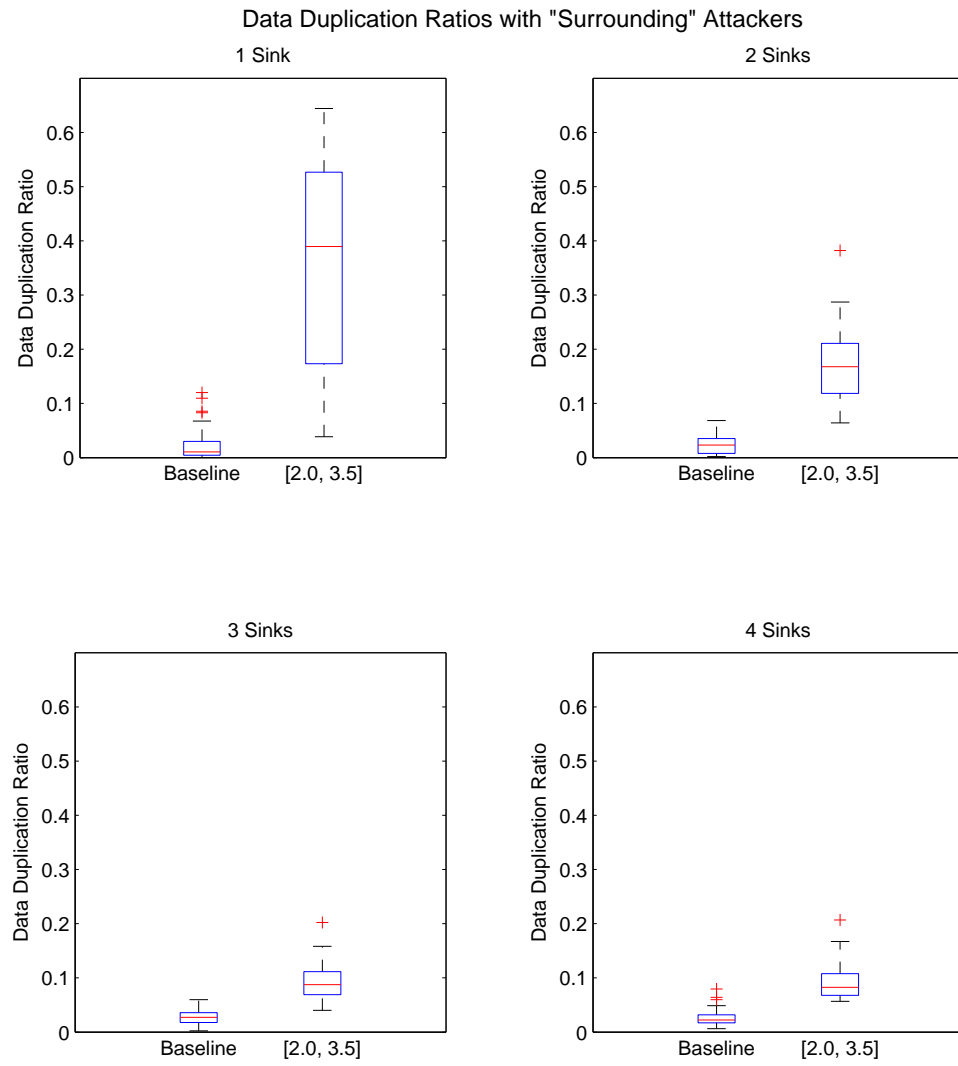 Data Duplication Ratios with "Surrounding" Attackers
1 Sink
Data Duplication Ratio
0.6
0.5
0.4
0.3
0.2
0.1
0
Baseline [2.0, 3.5]
2 Sinks
Data Duplication Ratio
0.6
0.5
0.4
0.3
0.2
0.1
0
Baseline [2.0, 3.5]
3 Sinks
Data Duplication Ratio
0.6
0.5
0.4
0.3
0.2
0.1
0
Baseline [2.0, 3.5]
4 Sinks
Data Duplication Ratio
0.6
0.5
0.4
0.3
0.2
0.1
0
Baseline [2.0, 3.5]